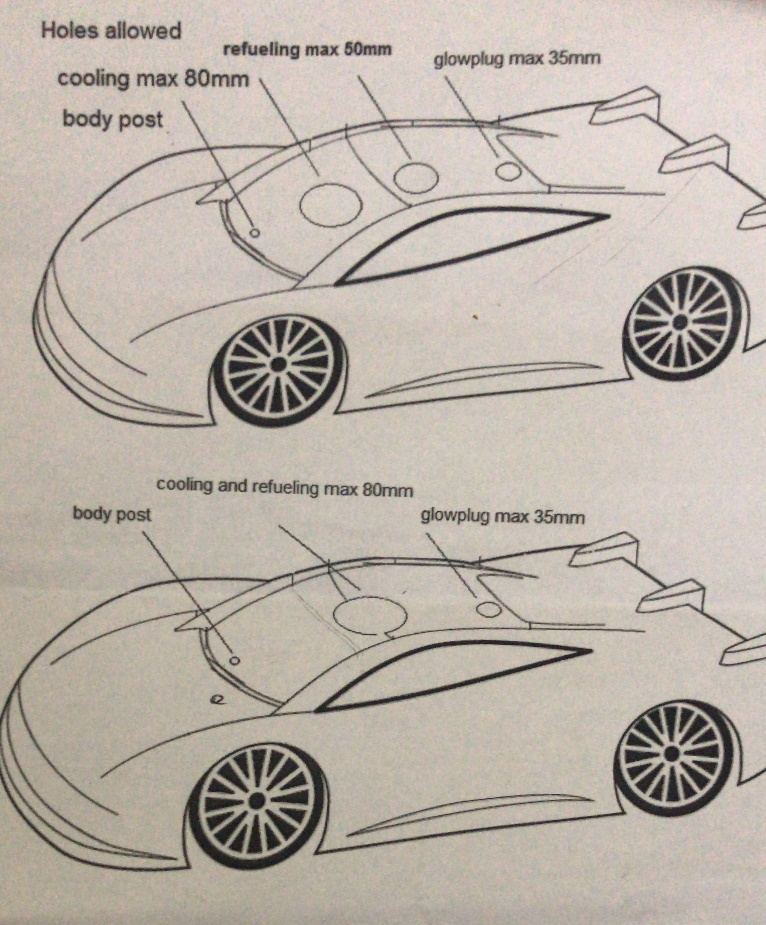 Holes allowed
refueling max 50mm
glowplug max 35mm
cooling max 80mm
body post
cooling and refueling max 80mm
body post
glowplug max 35mm